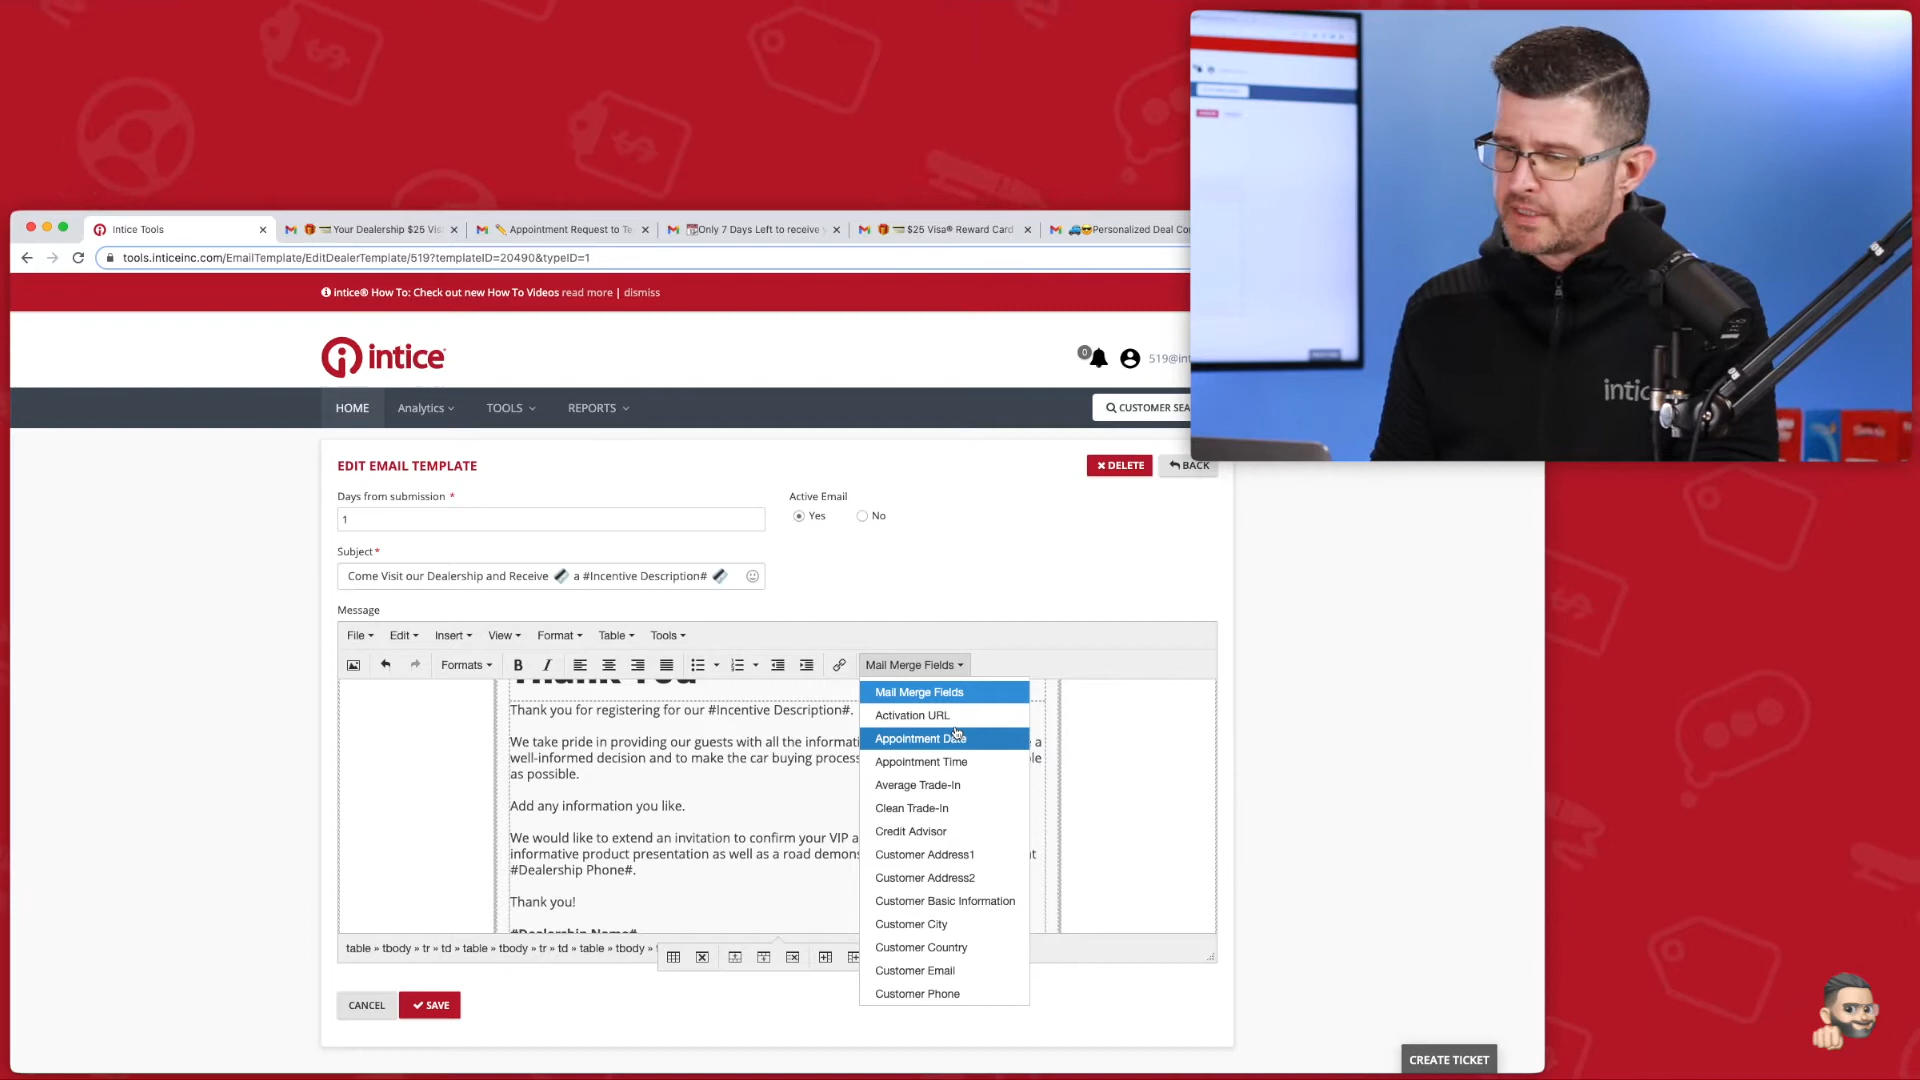 Intice Tools
Your Dealership $25 Vis
Appointment Request to Te
Only 7 Days Left to receive
$25 Visa® Reward Card
Personalized Deal Co
tools.inticeinc.com/EmailTemplate/EditDealerTemplate/519?templateID=20490&typeID=1
intice® How To: Check out new How To Videos read more | dismiss
intice
0
519@int
HOME
Analytics
TOOLS
REPORTS
CUSTOMER SEA
intic
EDIT EMAIL TEMPLATE
DELETE
BACK
Days from submission *
Active Email
1
Yes
No
Subject *
Come Visit our Dealership and Receive a #Incentive Description#
Message
File
Edit
Insert
View
Format
Table
Tools
Formats
B
I
Mail Merge Fields
Thank You
Thank you for registering for our #Incentive Description#.
We take pride in providing our guests with all the informati a
well-informed decision and to make the car buying process le
as possible.
Add any information you like.
We would like to extend an invitation to confirm your VIP a
informative product presentation as well as a road demons t
#Dealership Phone#.
Thank you!
#Dealership Name#
Mail Merge Fields
Activation URL
Appointment Date
Appointment Time
Average Trade-In
Clean Trade-In
Credit Advisor
Customer Address1
Customer Address2
Customer Basic Information
Customer City
Customer Country
Customer Email
Customer Phone
table » tbody » tr » td » table » tbody » tr » td » table » tbody »
CANCEL
SAVE
CREATE TICKET